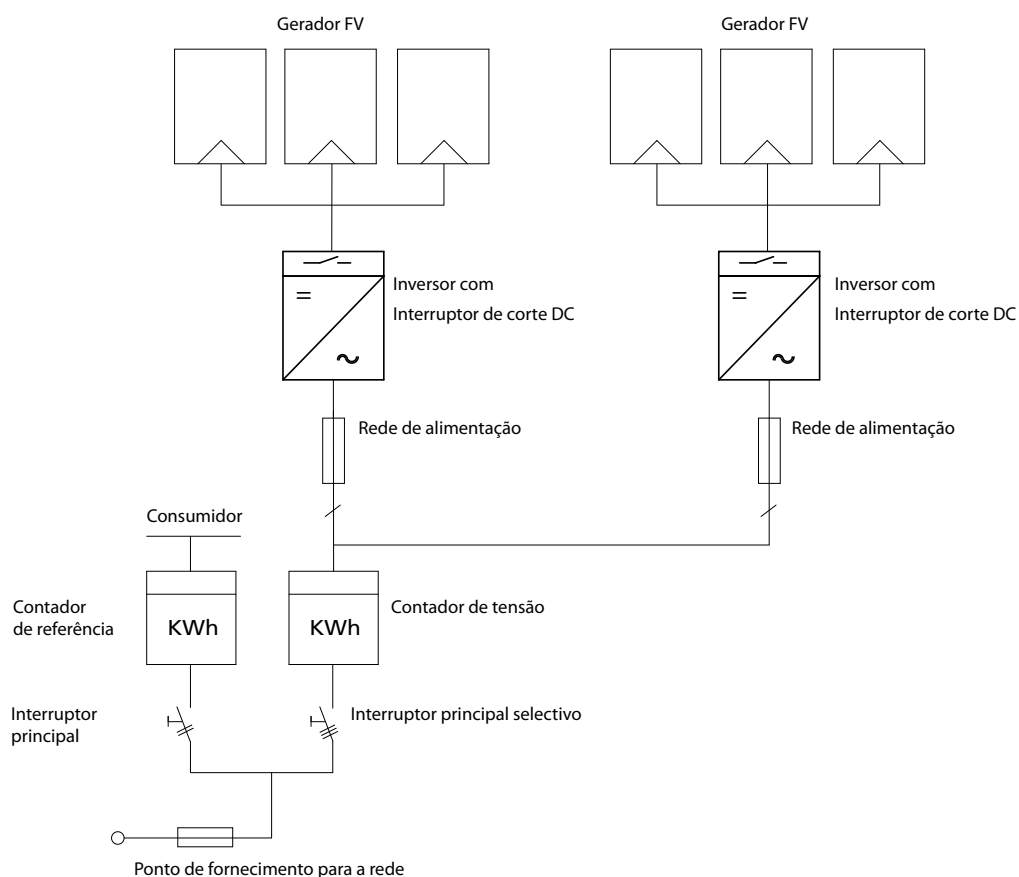 Gerador FV
Gerador FV
Inversor com
Interruptor de corte DC
Inversor com
Interruptor de corte DC
Rede de alimentação
Rede de alimentação
Consumidor
Contador
de referência
KWh
KWh
Contador de tensão
Interruptor
principal
Interruptor principal selectivo
Ponto de fornecimento para a rede